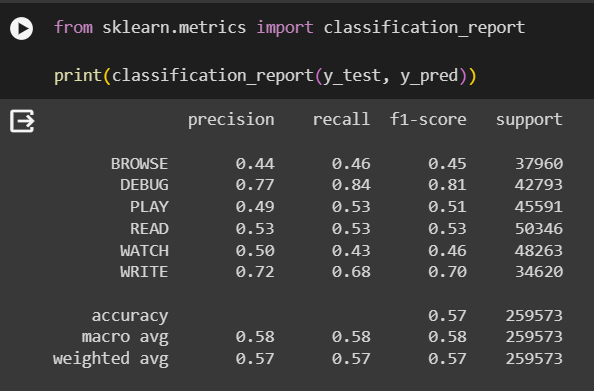 from sklearn.metrics import classification_report
print(classification_report(y_test, y_pred))
precision recall f1-score support
BROWSE 0.44 0.46 0.45 37960
DEBUG 0.77 0.84 0.81 42793
PLAY 0.49 0.53 0.51 45591
READ 0.53 0.53 0.53 50346
WATCH 0.50 0.43 0.46 48263
WRITE 0.72 0.68 0.70 34620
accuracy 0.57 259573
macro avg 0.58 0.58 0.58 259573
weighted avg 0.57 0.57 0.57 259573